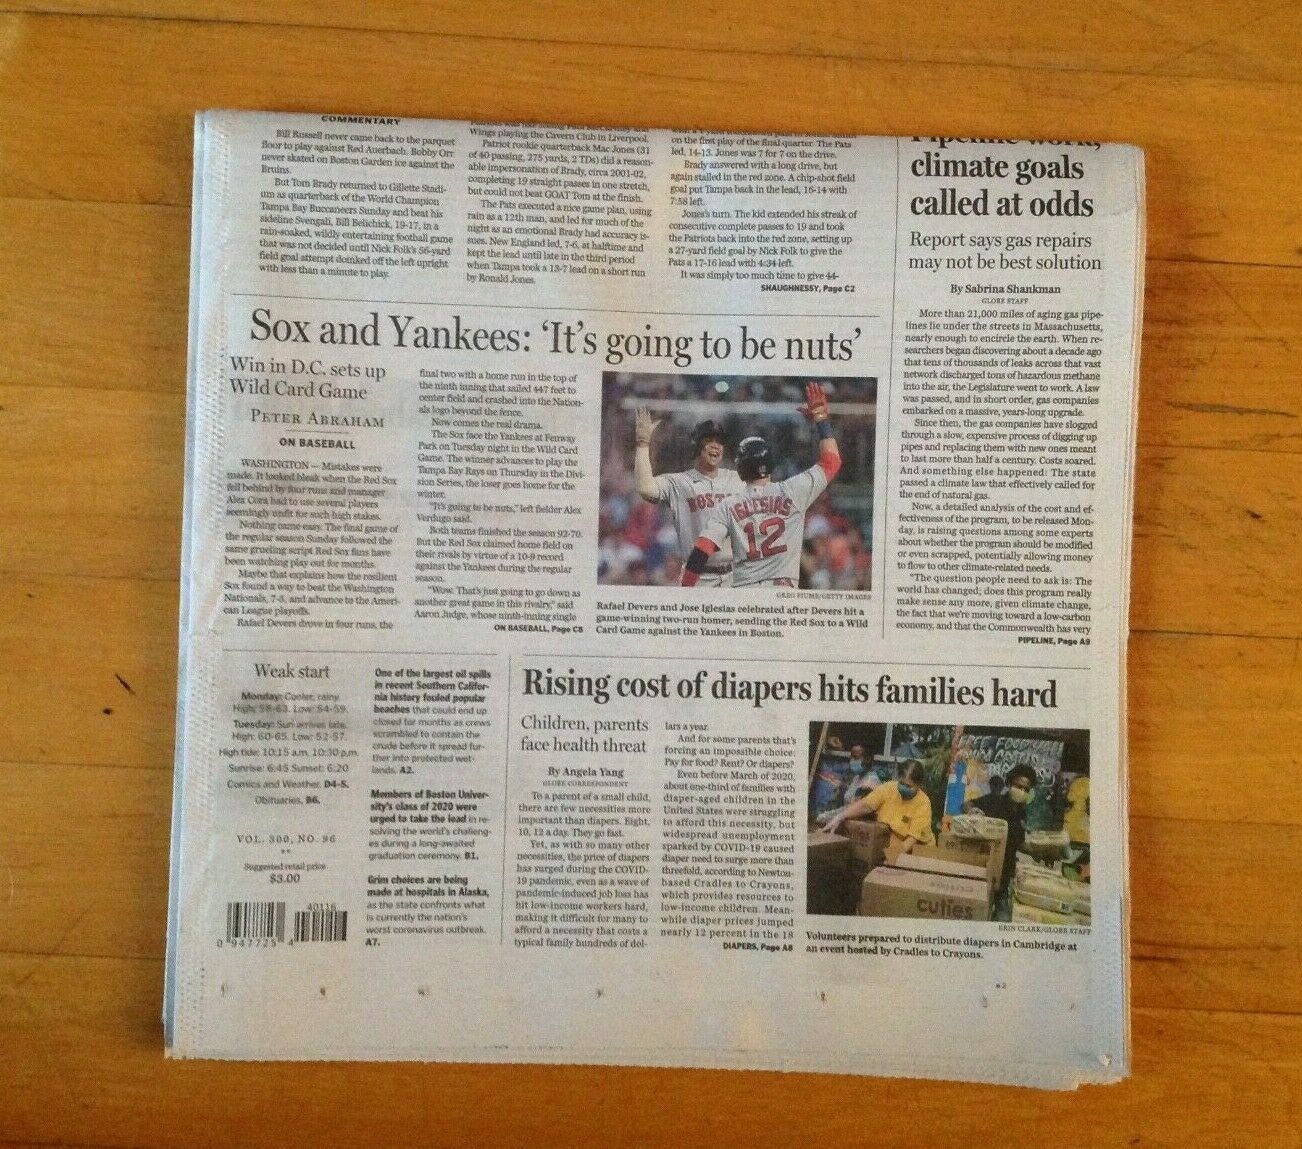 COMMENTARY
Bill Russell never came back to the parquet
floor to play against Red Auerbach. Bobby Orr
never skated on Boston Garden ice against the
Bruins.
But Tom Brady returned to Gillette Stadi-
um as quarterback of the World Champion
Tampa Bay Buccaneers Sunday and beat his
sideline Svengali, Bill Belichick, 19-17, in a
rain-soaked, wildly entertaining football game
that was not decided until Nick Folk's 56-yard
field goal attempt doinked off the left upright
with less than a minute to play.
Wings playing the Cavern Club in Liverpool.
Patriot rookie quarterback Mac Jones (31
of 40 passing, 275 yards, 2 TDs) did a reason-
able impersonation of Brady, circa 2001-02,
completing 19 straight passes in one stretch,
but could not beat GOAT Tom at the finish.
The Pats executed a nice game plan, using
rain as a 12th man, and led for much of the
night as an emotional Brady had accuracy is-
sues. New England led, 7-6, at halftime and
kept the lead until late in the third period
when Tampa took a 13-7 lead on a short run
by Ronald Jones.
on the first play of the final quarter. The Pats
led, 14-13. Jones was 7 for 7 on the drive.
Brady answered with a long drive, but
again stalled in the red zone. A chip-shot field
goal put Tampa back in the lead, 16-14 with
7:58 left.
Jones's turn. The kid extended his streak of
consecutive complete passes to 19 and took
the Patriots back into the red zone, setting up
a 27-yard field goal by Nick Folk to give the
Pats a 17-16 lead with 4:34 left.
It was simply too much time to give 44-
SHAUGHNESSY, Page C2
Pipeline work,
climate goals
called at odds
Report says gas repairs
may not be best solution
By Sabrina Shankman
GLOBE STAFF
More than 21,000 miles of aging gas pipe-
lines lie under the streets in Massachusetts,
nearly enough to encircle the earth. When re-
searchers began discovering about a decade ago
that tens of thousands of leaks across that vast
network discharged tons of hazardous methane
into the air, the Legislature went to work. A law
was passed, and in short order, gas companies
embarked on a massive, years-long upgrade.
Since then, the gas companies have slogged
through a slow, expensive process of digging up
pipes and replacing them with new ones meant
to last more than half a century. Costs soared.
And something else happened: The state
passed a climate law that effectively called for
the end of natural gas.
Now, a detailed analysis of the cost and ef-
fectiveness of the program, to be released Mon-
day, is raising questions among some experts
about whether the program should be modified
or even scrapped, potentially allowing money
to flow to other climate-related needs.
"The question people need to ask is: The
world has changed; does this program really
make sense any more, given climate change,
the fact that we're moving toward a low-carbon
economy, and that the Commonwealth has very
PIPELINE, Page A9
Sox and Yankees: 'It's going to be nuts'
Win in D.C. sets up
Wild Card Game
PETER ABRAHAM
ON BASEBALL
WASHINGTON — Mistakes were
made. It looked bleak when the Red Sox
fell behind by four runs and manager
Alex Cora had to use several players
seemingly unfit for such high stakes.
Nothing came easy. The final game of
the regular season Sunday followed the
same grueling script Red Sox fans have
been watching play out for months.
Maybe that explains how the resilient
Sox found a way to beat the Washington
Nationals, 7-5, and advance to the Ameri-
can League playoffs.
Rafael Devers drove in four runs, the
final two with a home run in the top of
the ninth inning that sailed 447 feet to
center field and crashed into the Nation-
als logo beyond the fence.
Now comes the real drama.
The Sox face the Yankees at Fenway
Park on Tuesday night in the Wild Card
Game. The winner advances to play the
Tampa Bay Rays on Thursday in the Divi-
sion Series, the loser goes home for the
winter.
"It's going to be nuts," left fielder Alex
Verdugo said.
Both teams finished the season 92-70.
But the Red Sox claimed home field on
their rivals by virtue of a 10-9 record
against the Yankees during the regular
season.
"Wow. That's just going to go down as
another great game in this rivalry," said
Aaron Judge, whose ninth-inning single
ON BASEBALL, Page C8
BOST
IGLESIAS
12
GREG FIUME/GETTY IMAGES
Rafael Devers and Jose Iglesias celebrated after Devers hit a
game-winning two-run homer, sending the Red Sox to a Wild
Card Game against the Yankees in Boston.
Weak start
Monday: Cooler, rainy.
High: 58-63. Low: 54-59.
Tuesday: Sun arrives late.
High: 60-65. Low: 52-57.
High tide: 10:15 a.m. 10:30 p.m.
Sunrise: 6:45 Sunset: 6:20
Comics and Weather, D4-5.
Obituaries, B6.
VOL. 300, NO. 96
**
Suggested retail price
$3.00
40116
0 947725 4
One of the largest oil spills
in recent Southern Califor-
nia history fouled popular
beaches that could end up
closed for months as crews
scrambled to contain the
crude before it spread fur-
ther into protected wet-
lands. A2.
Members of Boston Univer-
sity's class of 2020 were
urged to take the lead in re-
solving the world's challeng-
es during a long-awaited
graduation ceremony. B1.
Grim choices are being
made at hospitals in Alaska,
as the state confronts what
is currently the nation's
worst coronavirus outbreak.
A7.
Rising cost of diapers hits families hard
Children, parents
face health threat
By Angela Yang
GLOBE CORRESPONDENT
To a parent of a small child,
there are few necessities more
important than diapers. Eight,
10, 12 a day. They go fast.
Yet, as with so many other
necessities, the price of diapers
has surged during the COVID-
19 pandemic, even as a wave of
pandemic-induced job loss has
hit low-income workers hard,
making it difficult for many to
afford a necessity that costs a
typical family hundreds of dol-
lars a year.
And for some parents that's
forcing an impossible choice:
Pay for food? Rent? Or diapers?
Even before March of 2020,
about one-third of families with
diaper-aged children in the
United States were struggling
to afford this necessity, but
widespread unemployment
sparked by COVID-19 caused
diaper need to surge more than
threefold, according to Newton-
based Cradles to Crayons,
which provides resources to
low-income children. Mean-
while diaper prices jumped
nearly 12 percent in the 18
DIAPERS, Page A8
cuties
ERIN CLARK/GLOBE STAFF
Volunteers prepared to distribute diapers in Cambridge at
an event hosted by Cradles to Crayons.